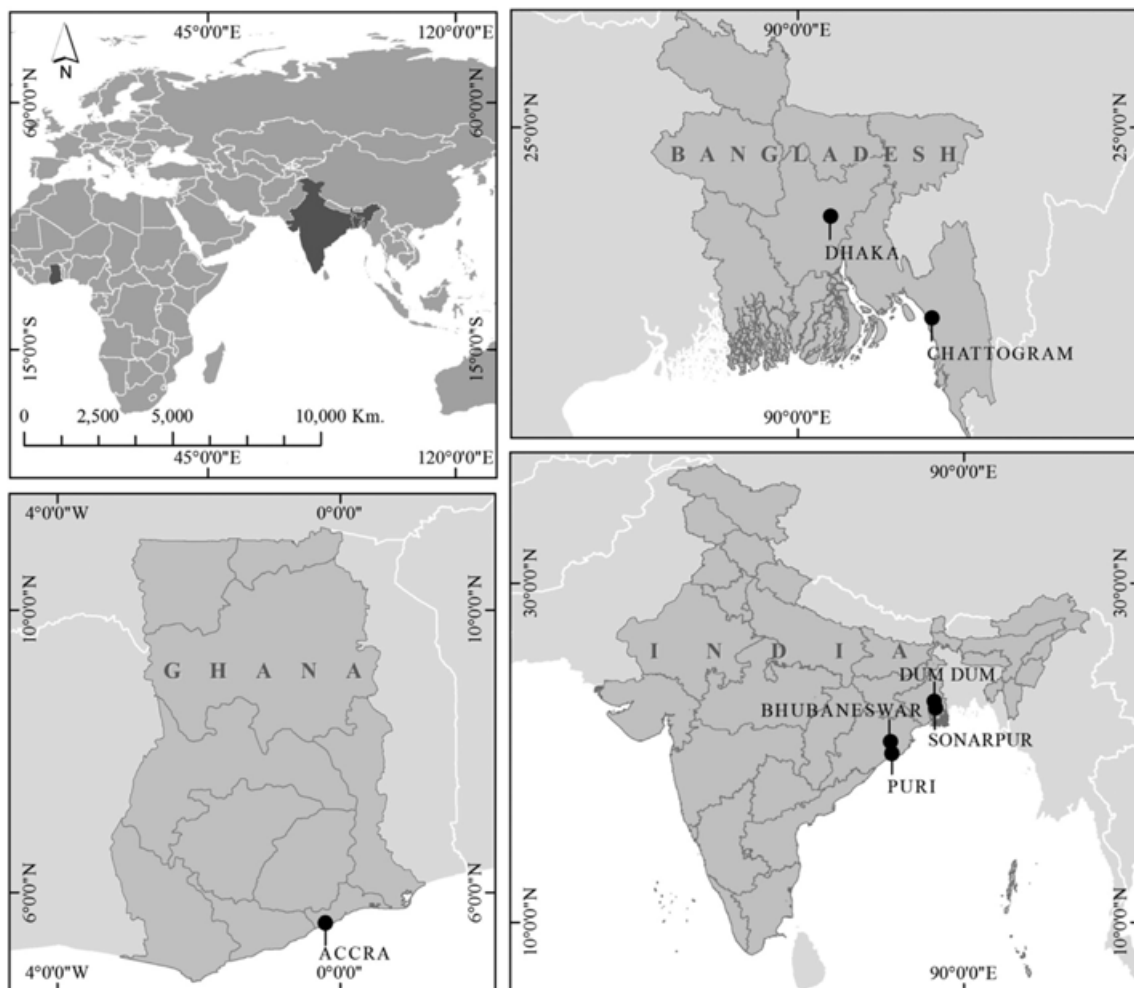 45°0'0"E 120°0'0"E
N
60°0'0"N 60°0'0"N
15°0'0"S 15°0'0"S
0 2,500 5,000 10,000 Km.
45°0'0"E 120°0'0"E
90°0'0"E
25°0'0"N 25°0'0"N
BANGLADESH
DHAKA
CHATTOGRAM
90°0'0"E
4°0'0"W 0°0'0"
10°0'0"N 10°0'0"N
GHANA
6°0'0"N 6°0'0"N
ACCRA
4°0'0"W 0°0'0"
90°0'0"E
30°0'0"N 30°0'0"N
INDIA
DUM DUM
BHUBANESWAR
SONARPUR
PURI
10°0'0"N 10°0'0"N
90°0'0"E